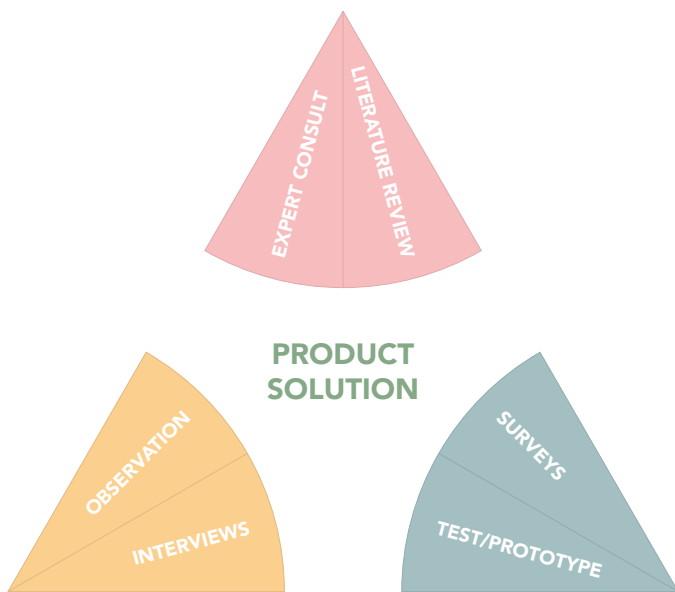 EXPERT CONSULT
LITERATURE REVIEW
PRODUCT
SOLUTION
OBSERVATION
INTERVIEWS
SURVEYS
TEST/PROTOTYPE